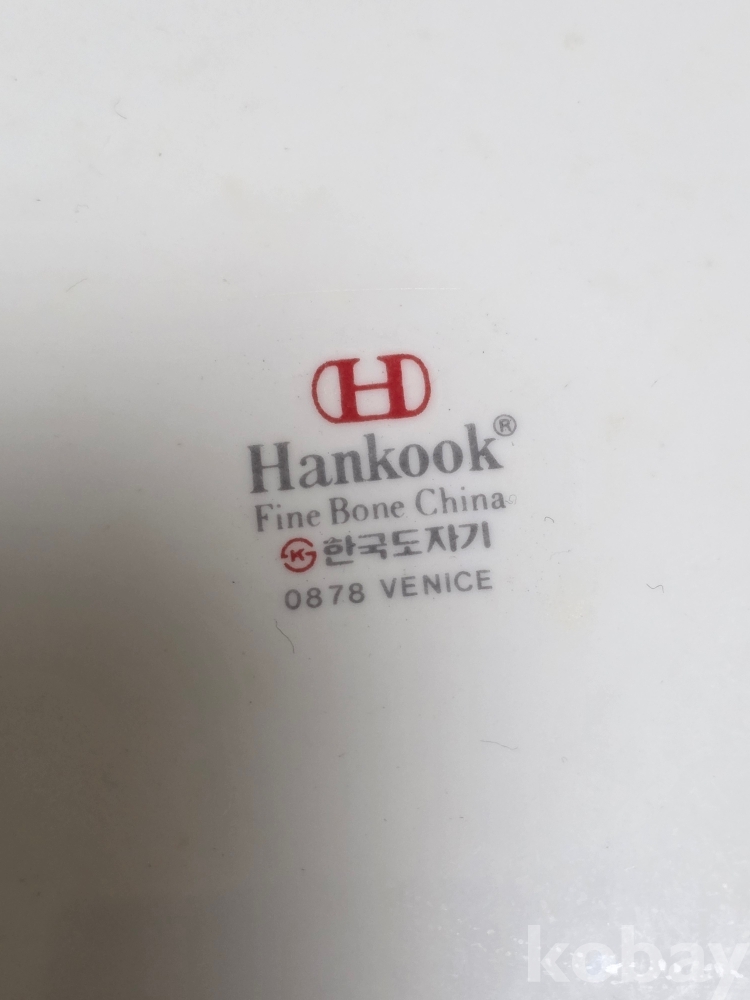 H
Hankook®
Fine Bone China
K 한국도자기
0878 VENICE
kobay